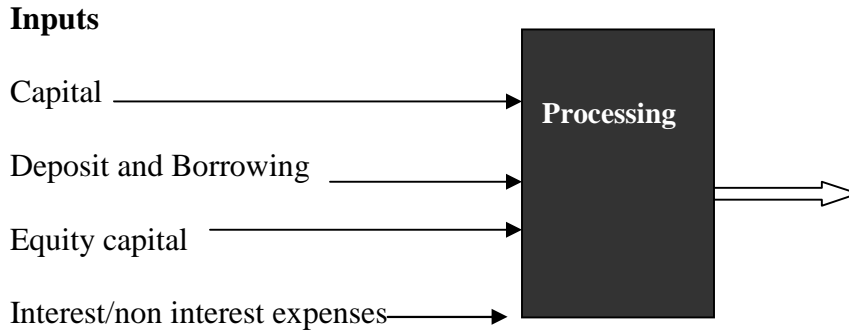 Inputs
Capital
Processing
Deposit and Borrowing
Equity capital
Interest/non interest expenses